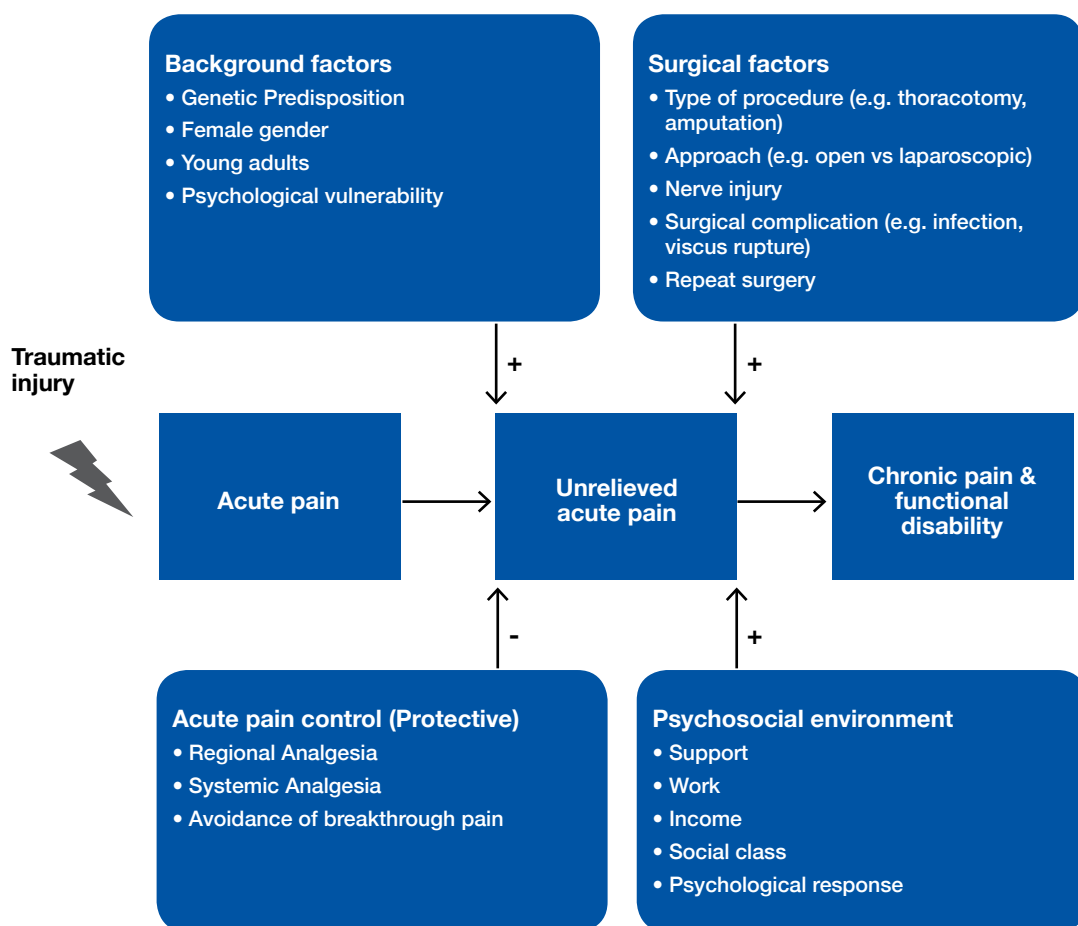 Background factors
• Genetic Predisposition
• Female gender
• Young adults
• Psychological vulnerability
Surgical factors
• Type of procedure (e.g. thoracotomy,
amputation)
• Approach (e.g. open vs laparoscopic)
• Nerve injury
• Surgical complication (e.g. infection,
viscus rupture)
• Repeat surgery
+
+
Traumatic
injury
Acute pain
Unrelieved
acute pain
Chronic pain &
functional
disability
-
+
Acute pain control (Protective)
• Regional Analgesia
• Systemic Analgesia
• Avoidance of breakthrough pain
Psychosocial environment
• Support
• Work
• Income
• Social class
• Psychological response